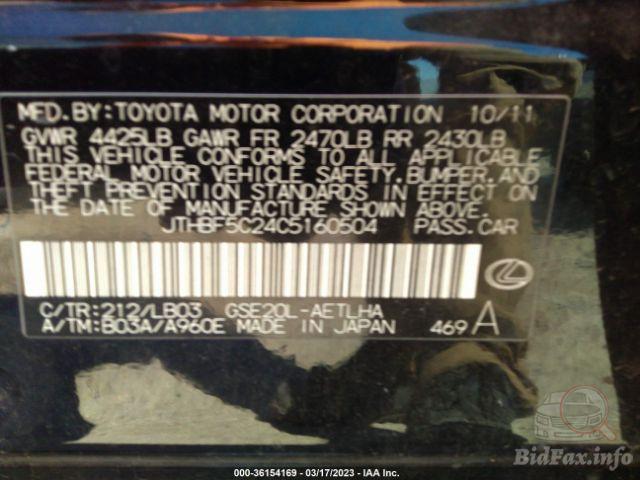 MFD.BY:TOYOTA MOTOR CORPORATION 10/11
GVWR 4425LB GAWR FR 2470LB RR 2430LB
THIS VEHICLE CONFORMS TO ALL APPLICABLE
FEDERAL MOTOR VEHICLE SAFETY, BUMPER, AND
THEFT PREVENTION STANDARDS IN EFFECT ON
THE DATE OF MANUFACTURE SHOWN ABOVE.
JTHBF5C24C5160504 PASS.CAR
C/TR:212/LB03 GSE20L-AETLHA
A/TM:B03A/A960E MADE IN JAPAN 469 A
BidFax.info
000-36154169 - 03/17/2023 - IAA Inc.